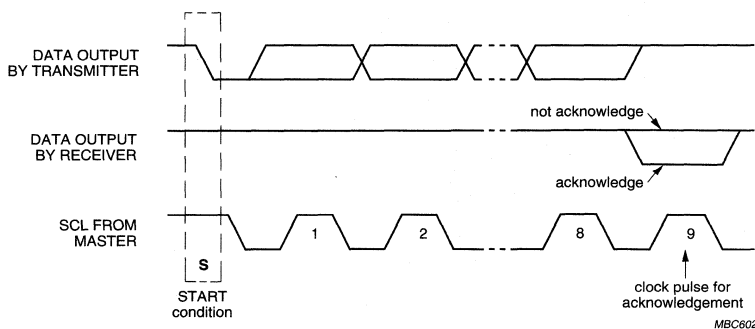 DATA OUTPUT
BY TRANSMITTER
not acknowledge
DATA OUTPUT
BY RECEIVER
acknowledge
SCL FROM
MASTER
1
2
8
9
S
START
condition
clock pulse for
acknowledgement
MBC602